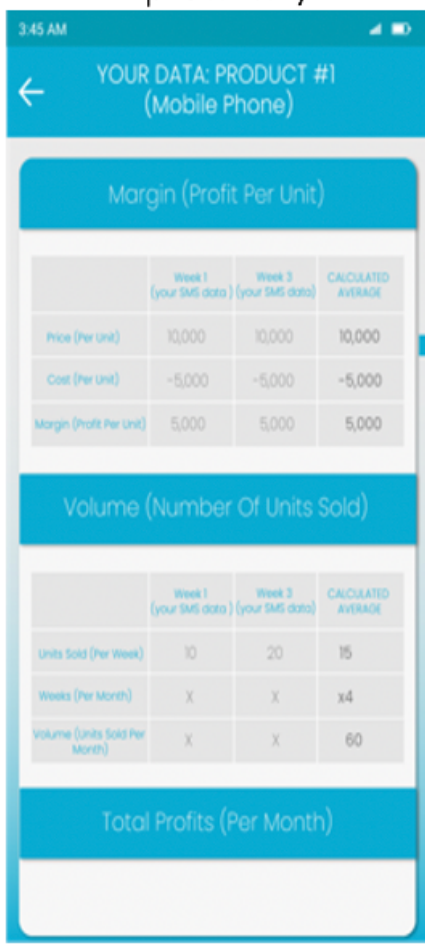 3:45 AM
YOUR DATA: PRODUCT #1
(Mobile Phone)
Margin (Profit Per Unit)
Week 1 Week 3 CALCULATED
(your SMS data ) (your SMS data) AVERAGE
Price (Per Unit) 10,000 10,000 10,000
Cost (Per Unit) -5,000 -5,000 -5,000
Margin (Profit Per Unit) 5,000 5,000 5,000
Volume (Number Of Units Sold)
Week 1 Week 3 CALCULATED
(your SMS data ) (your SMS data) AVERAGE
Units Sold (Per Week) 10 20 15
Weeks (Per Month) X X x4
Volume (Units Sold Per
Month) X X 60
Total Profits (Per Month)